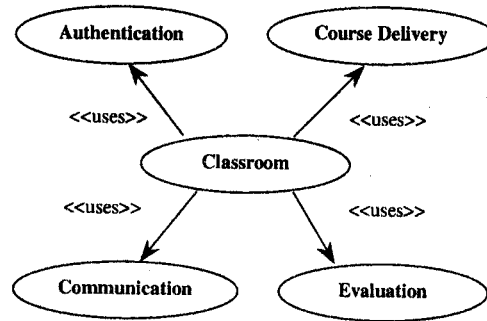 Authentication
Course Delivery
<<uses>>
<<uses>>
Classroom
<<uses>>
<<uses>>
Communication
Evaluation